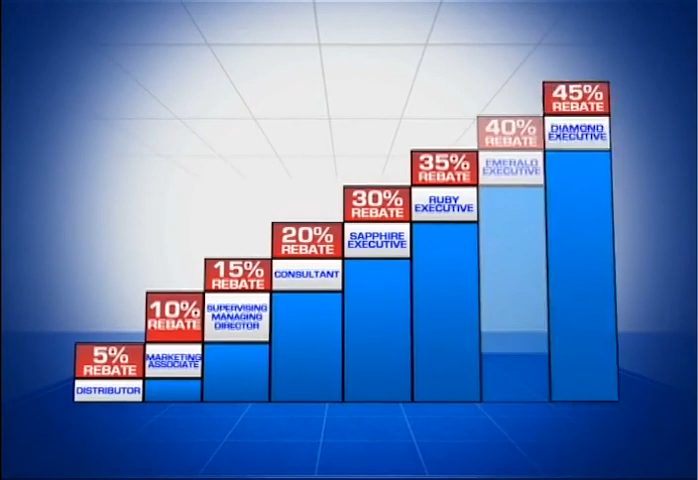 5%
REBATE
DISTRIBUTOR
10%
REBATE
MARKETING
ASSOCIATE
15%
REBATE
SUPERVISING
MANAGING
DIRECTOR
20%
REBATE
CONSULTANT
30%
REBATE
SAPPHIRE
EXECUTIVE
35%
REBATE
RUBY
EXECUTIVE
40%
REBATE
EMERALD
EXECUTIVE
45%
REBATE
DIAMOND
EXECUTIVE